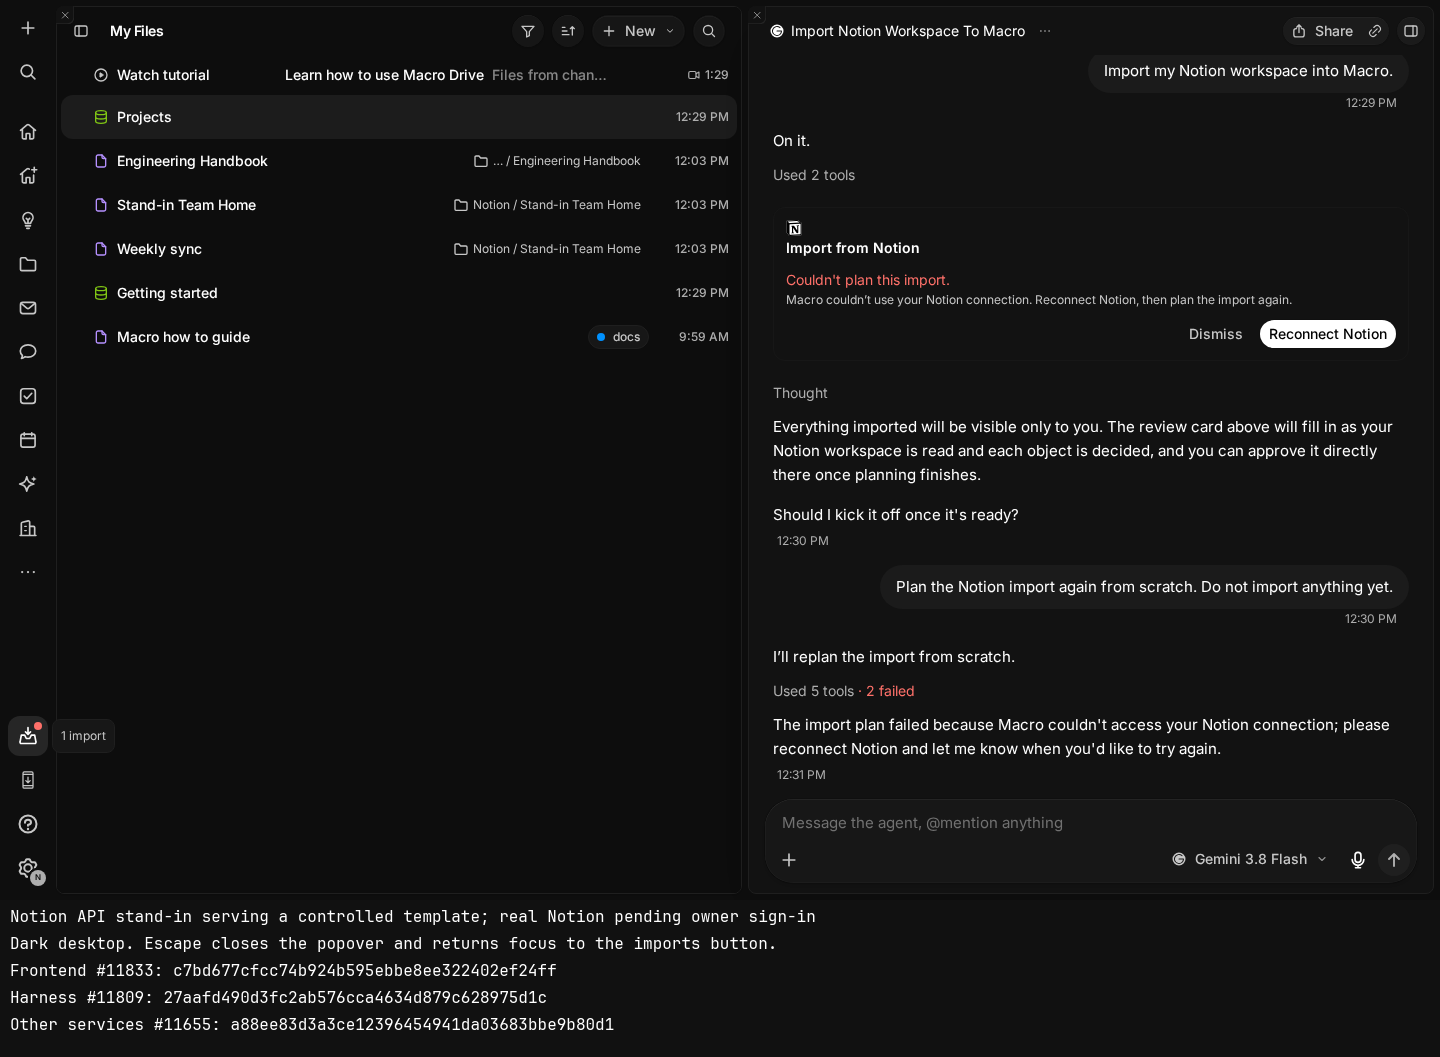 My Files
New
Watch tutorial Learn how to use Macro Drive Files from chan... 1:29
Projects 12:29 PM
Engineering Handbook ... / Engineering Handbook 12:03 PM
Stand-in Team Home Notion / Stand-in Team Home 12:03 PM
Weekly sync Notion / Stand-in Team Home 12:03 PM
Getting started 12:29 PM
Macro how to guide docs 9:59 AM
1 import
N
Import Notion Workspace To Macro
Share
Import my Notion workspace into Macro.
12:29 PM
On it.
Used 2 tools
Import from Notion
Couldn't plan this import.
Macro couldn’t use your Notion connection. Reconnect Notion, then plan the import again.
Dismiss Reconnect Notion
Thought
Everything imported will be visible only to you. The review card above will fill in as your
Notion workspace is read and each object is decided, and you can approve it directly
there once planning finishes.
Should I kick it off once it's ready?
12:30 PM
Plan the Notion import again from scratch. Do not import anything yet.
12:30 PM
I’ll replan the import from scratch.
Used 5 tools · 2 failed
The import plan failed because Macro couldn't access your Notion connection; please
reconnect Notion and let me know when you'd like to try again.
12:31 PM
Message the agent, @mention anything
Gemini 3.8 Flash
Notion API stand-in serving a controlled template; real Notion pending owner sign-in
Dark desktop. Escape closes the popover and returns focus to the imports button.
Frontend #11833: c7bd677cfcc74b924b595ebbe8ee322402ef24ff
Harness #11809: 27aafd490d3fc2ab576cca4634d879c628975d1c
Other services #11655: a88ee83d3a3ce12396454941da03683bbe9b80d1